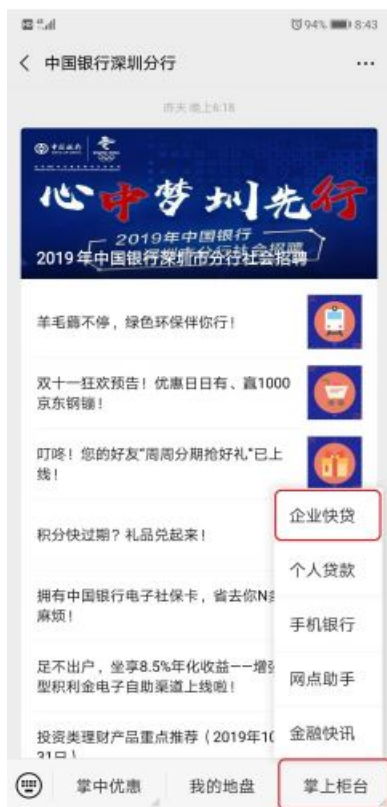 94% 8:43
中国银行深圳分行
昨天 晚上6:18
中国银行
心中梦 圳先行
2019年中国银行
2019年中国银行深圳市分行社会招聘
羊毛薅不停，绿色环保伴你行！
双十一狂欢预告！优惠日日有、赢1000
京东钢镚！
叮咚！您的好友“周周分期抢好礼”已上
线！
积分快过期？礼品兑起来！
拥有中国银行电子社保卡，省去你N多
麻烦！
足不出户，坐享8.5%年化收益——增强
型积利金电子自助渠道上线啦！
投资类理财产品重点推荐（2019年10
31日）
企业快贷
个人贷款
手机银行
网点助手
金融快讯
掌中优惠
我的地盘
掌上柜台